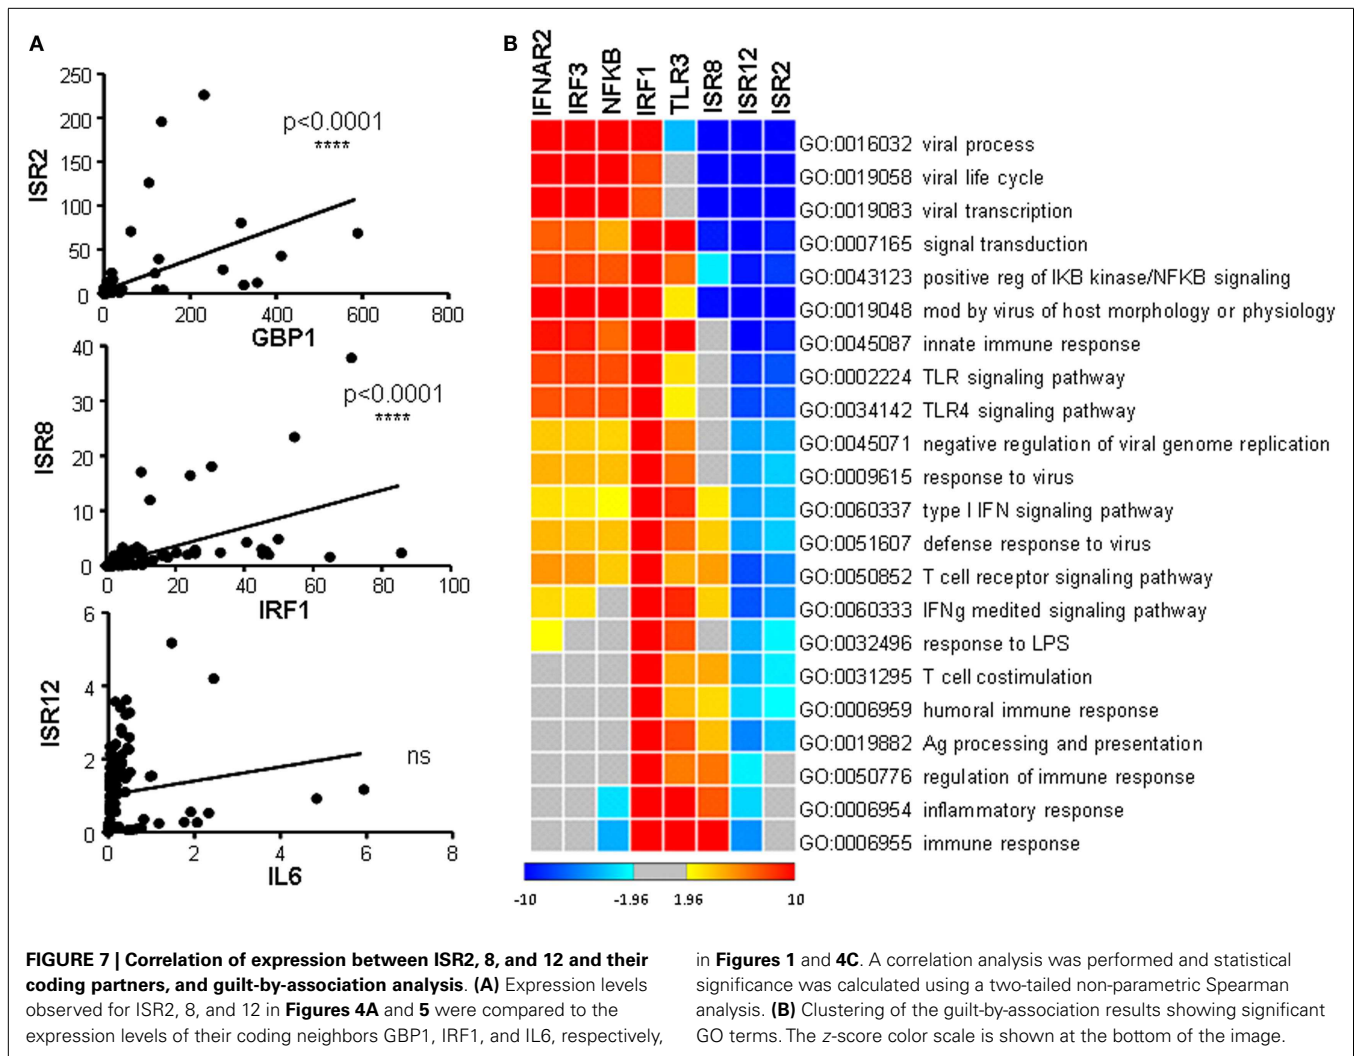 A
250
200
150
100
50
0
ISR2
p<0.0001
****
0 200 400 600 800
GBP1
40
30
20
10
0
ISR8
p<0.0001
****
0 20 40 60 80 100
IRF1
6
4
2
0
ISR12
ns
0 2 4 6 8
IL6
B
IFNAR2 IRF3 NFKB IRF1 TLR3 ISR8 ISR12 ISR2
GO:0016032 viral process
GO:0019058 viral life cycle
GO:0019083 viral transcription
GO:0007165 signal transduction
GO:0043123 positive reg of IKB kinase/NFKB signaling
GO:0019048 mod by virus of host morphology or physiology
GO:0045087 innate immune response
GO:0002224 TLR signaling pathway
GO:0034142 TLR4 signaling pathway
GO:0045071 negative regulation of viral genome replication
GO:0009615 response to virus
GO:0060337 type I IFN signaling pathway
GO:0051607 defense response to virus
GO:0050852 T cell receptor signaling pathway
GO:0060333 IFNg medited signaling pathway
GO:0032496 response to LPS
GO:0031295 T cell costimulation
GO:0006959 humoral immune response
GO:0019882 Ag processing and presentation
GO:0050776 regulation of immune response
GO:0006954 inflammatory response
GO:0006955 immune response
-10 -1.96 1.96 10
FIGURE 7 | Correlation of expression between ISR2, 8, and 12 and their
coding partners, and guilt-by-association analysis. (A) Expression levels
observed for ISR2, 8, and 12 in Figures 4A and 5 were compared to the
expression levels of their coding neighbors GBP1, IRF1, and IL6, respectively,
in Figures 1 and 4C. A correlation analysis was performed and statistical
significance was calculated using a two-tailed non-parametric Spearman
analysis. (B) Clustering of the guilt-by-association results showing significant
GO terms. The z-score color scale is shown at the bottom of the image.